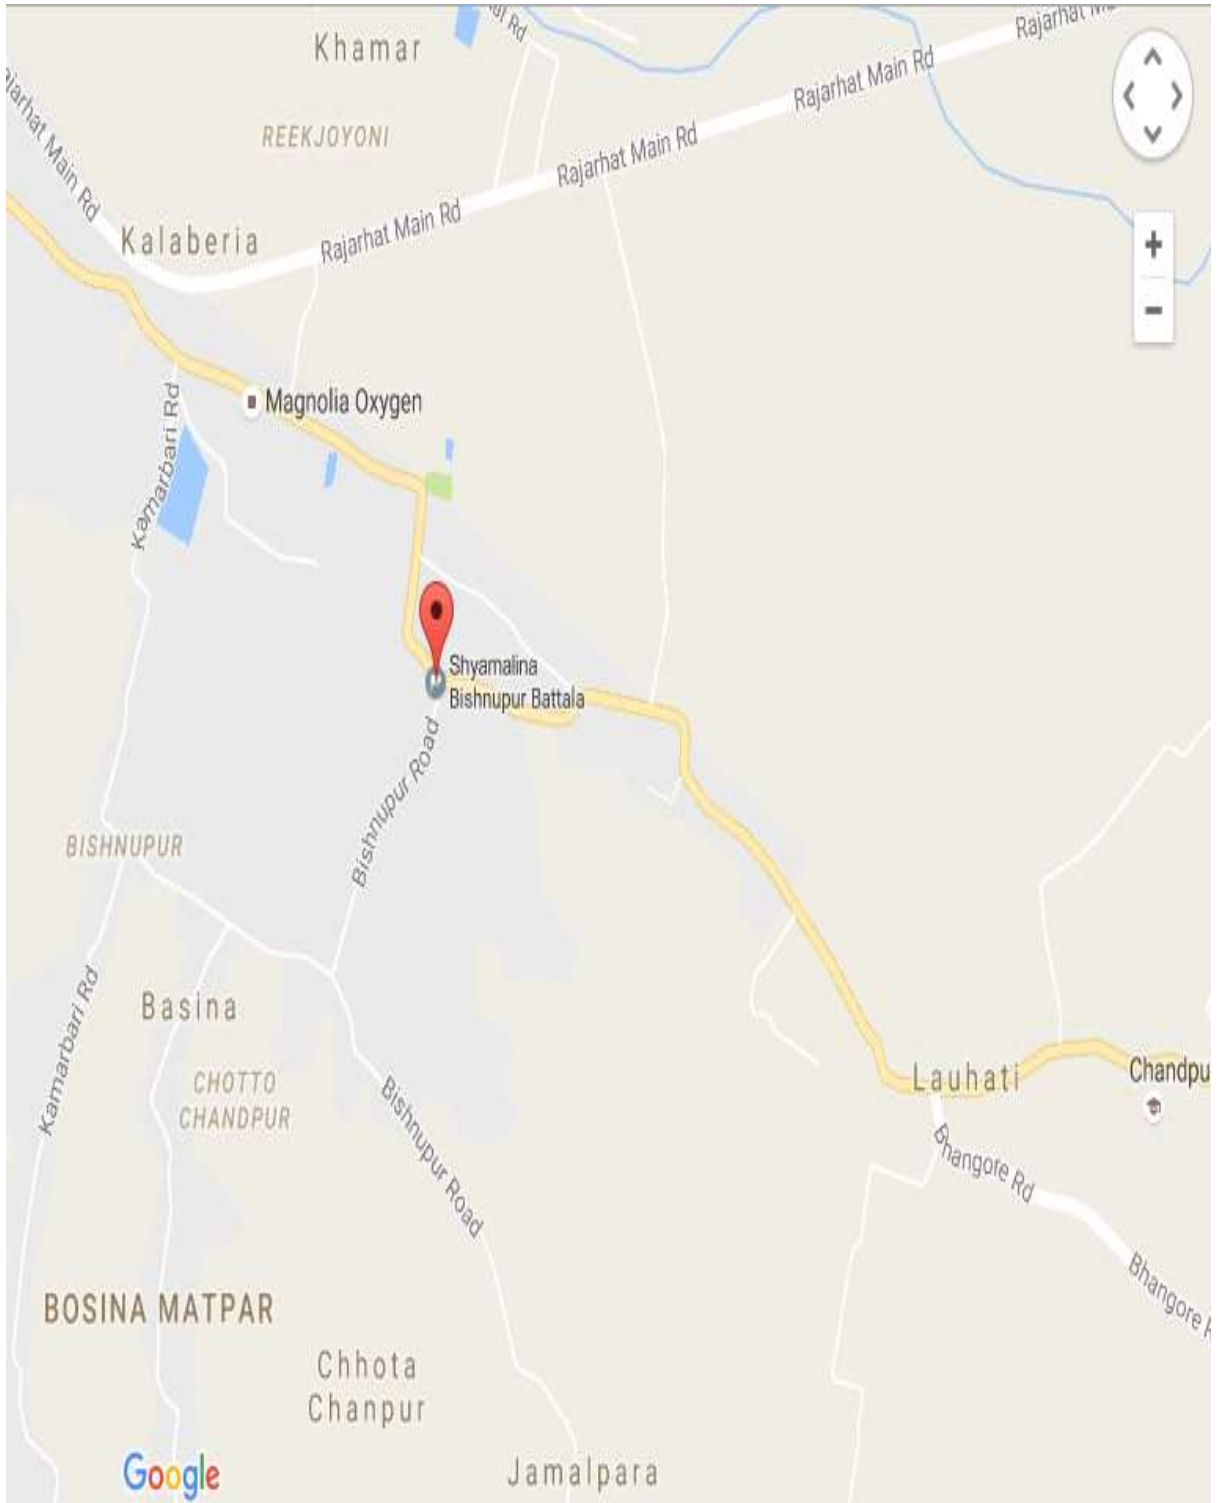 Rd
Rajarhat
Khamar
Rajarhat Main Rd
REEKJOYONI
Rajarhat Main Rd
Main Rd
Kalaberia
Rajarhat Main Rd
+
-
Kamarbari Rd
Magnolia Oxygen
Shyamalina
Bishnupur Battala
Bishnupur Road
BISHNUPUR
Kamarbari Rd
Basina
CHOTTO
CHANDPUR
Lauhati
Chandpu
Bishnupur Road
Bhangore Rd
BOSINA MATPAR
Bhangore
Chhota
Chanpur
Google
Jamalpara